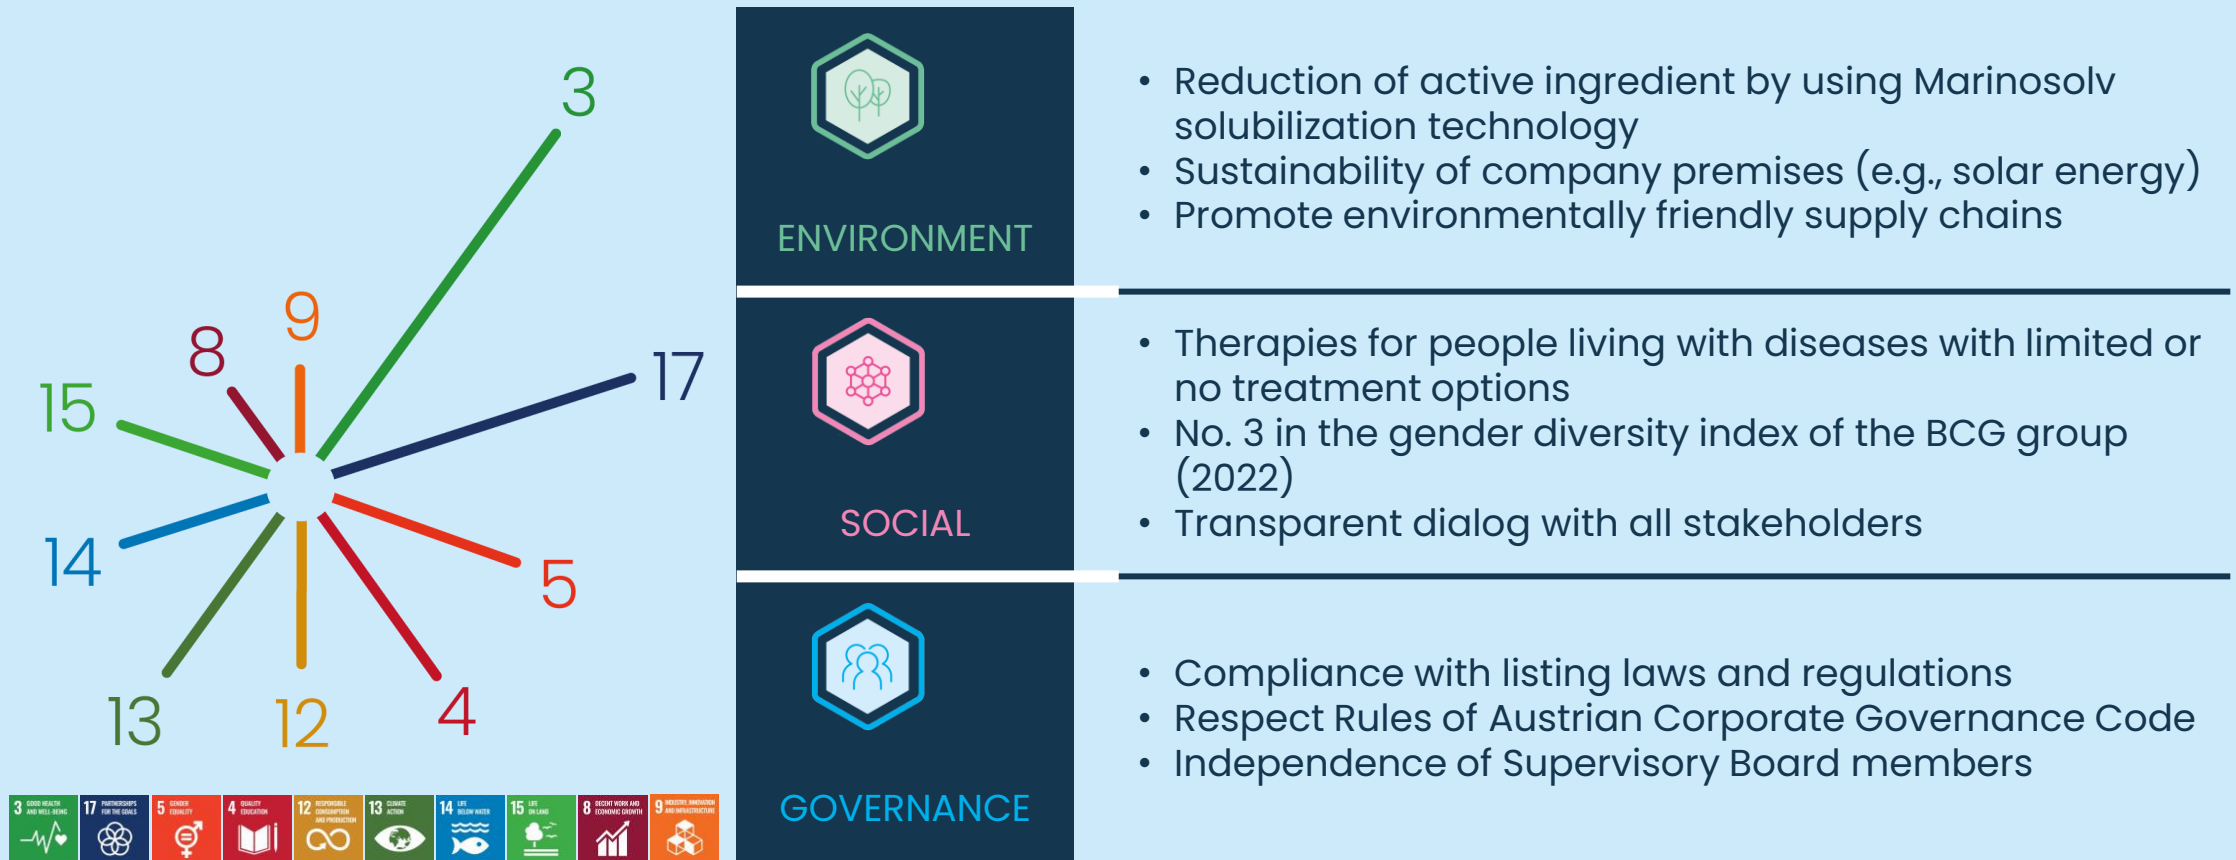 3
9
8
17
15
14
5
13
12
4
3 GOOD HEALTH
AND WELL-BEING
17 PARTNERSHIPS
FOR THE GOALS
5 GENDER
EQUALITY
4 QUALITY
EDUCATION
12 RESPONSIBLE
CONSUMPTION
AND PRODUCTION
13 CLIMATE
ACTION
14 LIFE
BELOW WATER
15 LIFE
ON LAND
8 DECENT WORK AND
ECONOMIC GROWTH
9 INDUSTRY, INNOVATION
AND INFRASTRUCTURE
ENVIRONMENT
• Reduction of active ingredient by using Marinosolv
solubilization technology
• Sustainability of company premises (e.g., solar energy)
• Promote environmentally friendly supply chains
SOCIAL
• Therapies for people living with diseases with limited or
no treatment options
• No. 3 in the gender diversity index of the BCG group
(2022)
• Transparent dialog with all stakeholders
GOVERNANCE
• Compliance with listing laws and regulations
• Respect Rules of Austrian Corporate Governance Code
• Independence of Supervisory Board members